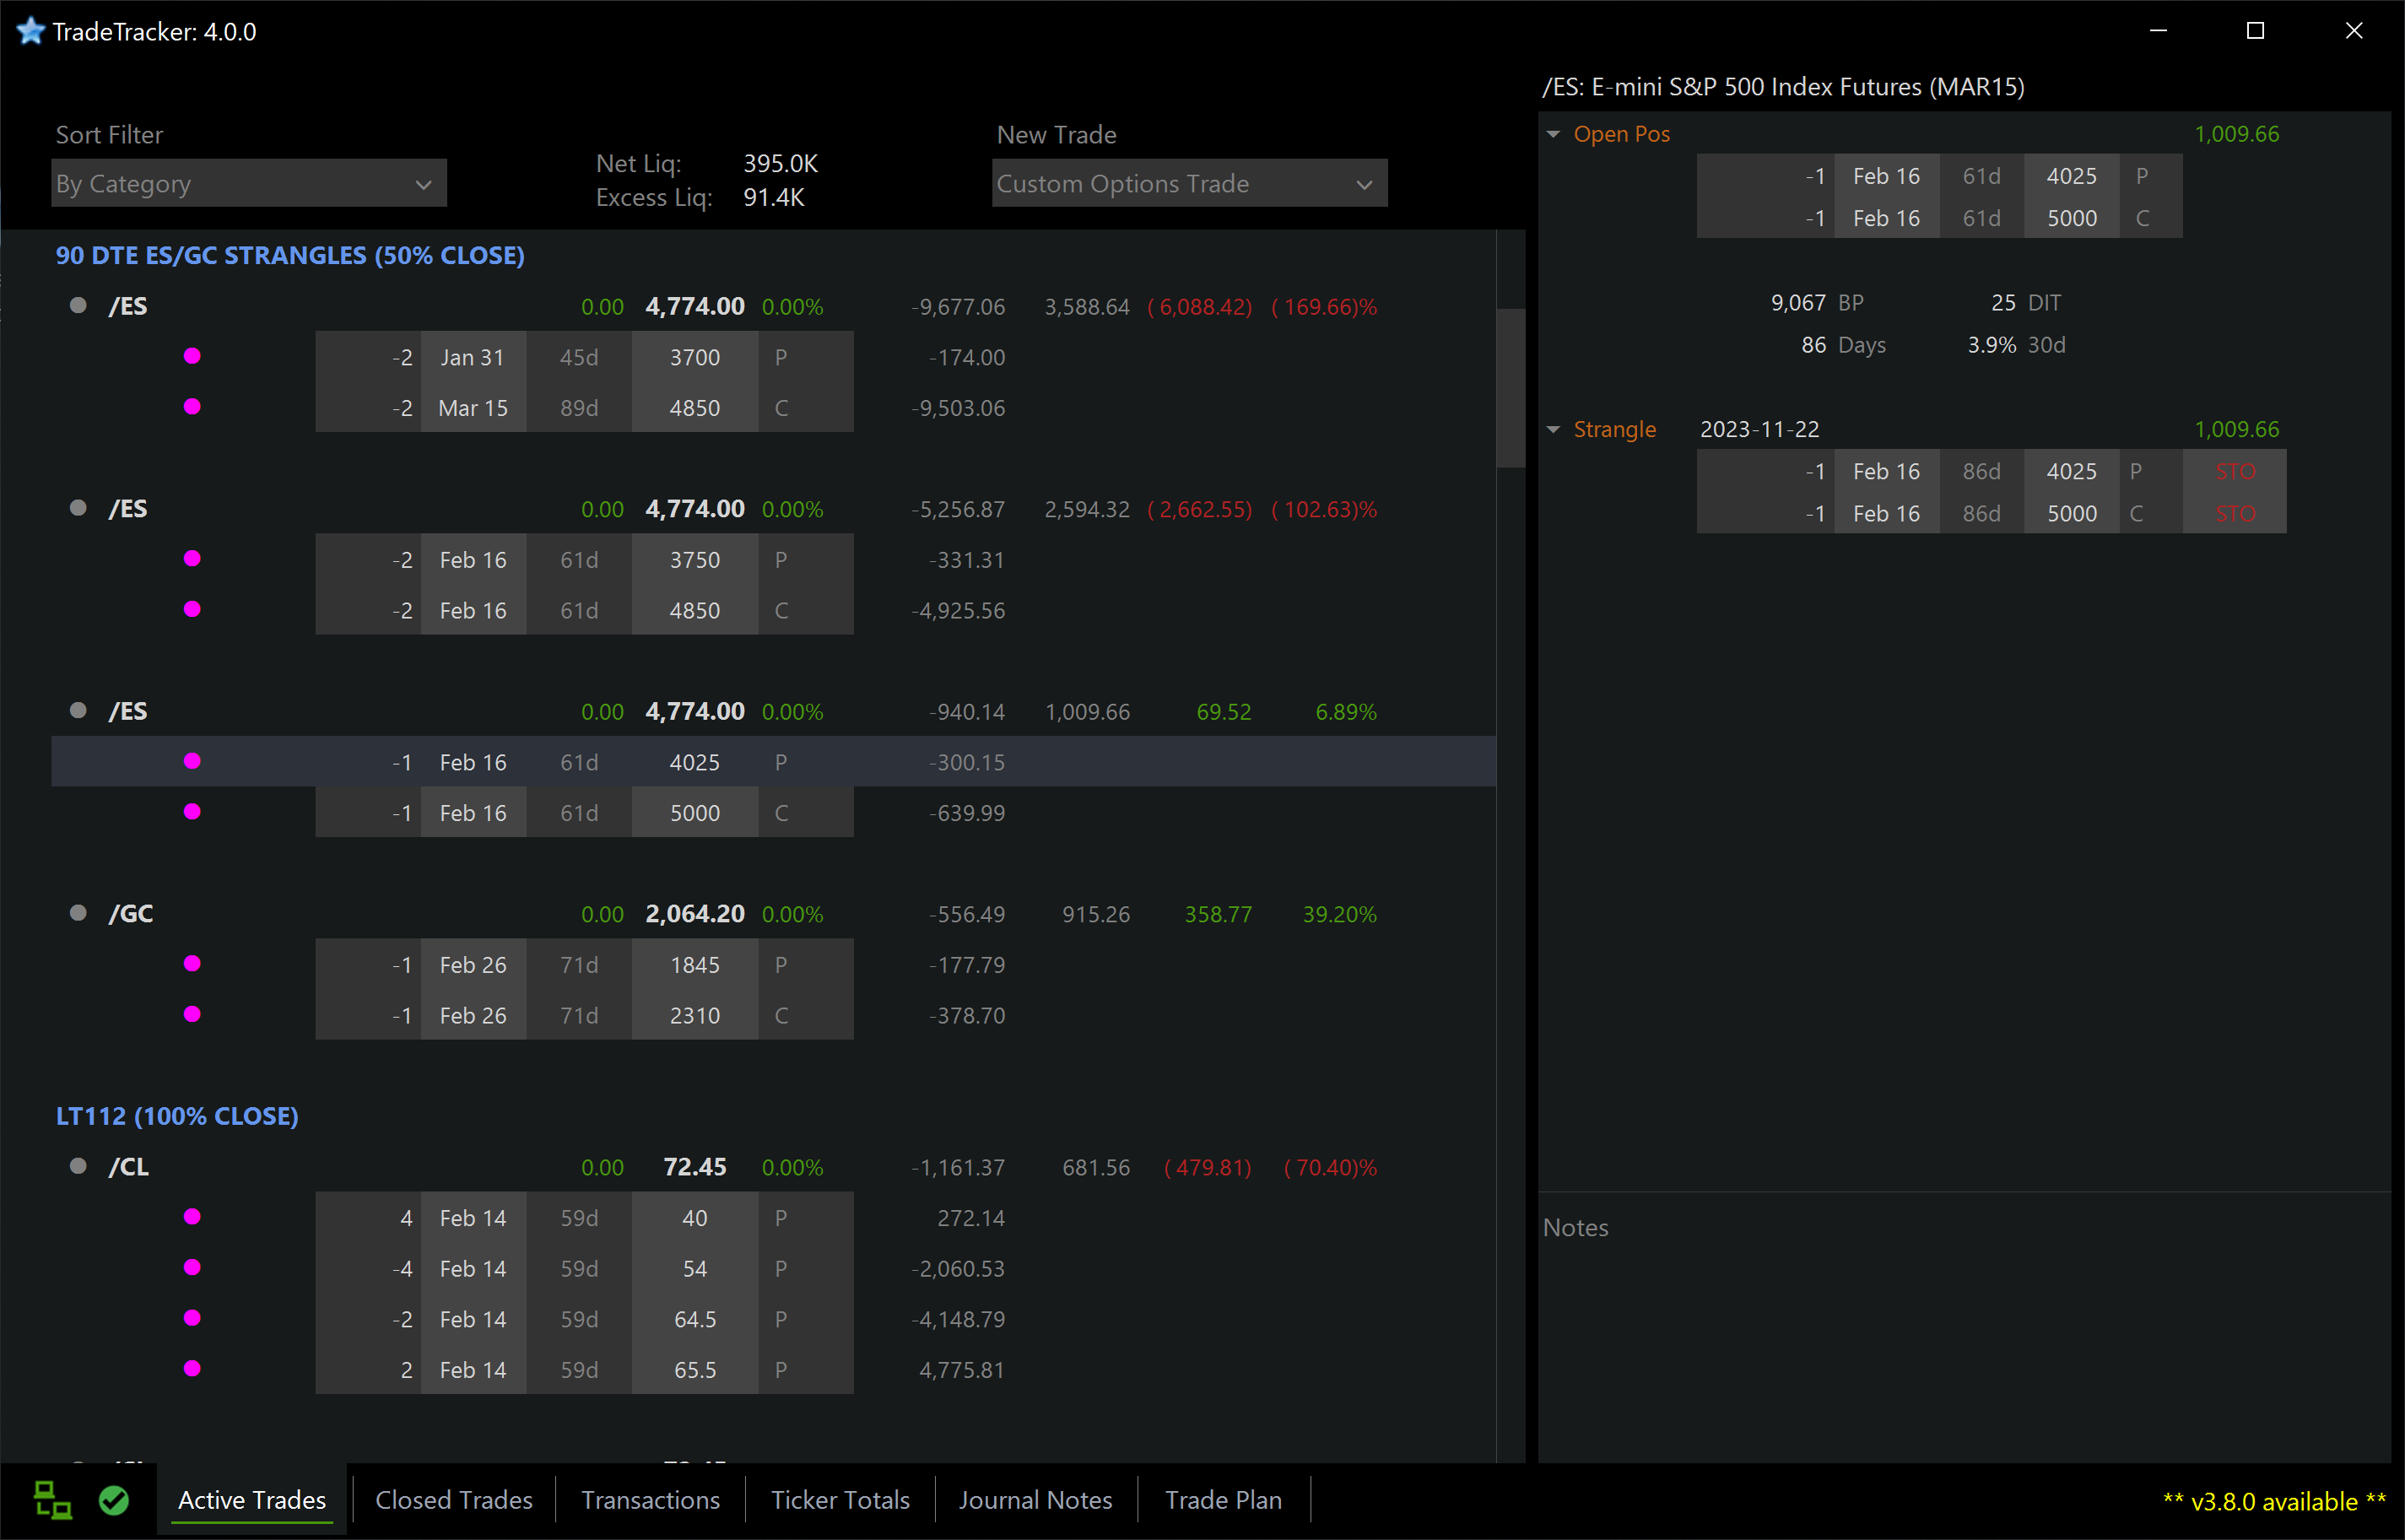 TradeTracker: 4.0.0
Sort Filter
By Category
Net Liq: 395.0K
Excess Liq: 91.4K
New Trade
Custom Options Trade
90 DTE ES/GC STRANGLES (50% CLOSE)
/ES 0.00 4,774.00 0.00% -9,677.06 3,588.64 ( 6,088.42) ( 169.66)%
-2 Jan 31 45d 3700 P -174.00
-2 Mar 15 89d 4850 C -9,503.06
/ES 0.00 4,774.00 0.00% -5,256.87 2,594.32 ( 2,662.55) ( 102.63)%
-2 Feb 16 61d 3750 P -331.31
-2 Feb 16 61d 4850 C -4,925.56
/ES 0.00 4,774.00 0.00% -940.14 1,009.66 69.52 6.89%
-1 Feb 16 61d 4025 P -300.15
-1 Feb 16 61d 5000 C -639.99
/GC 0.00 2,064.20 0.00% -556.49 915.26 358.77 39.20%
-1 Feb 26 71d 1845 P -177.79
-1 Feb 26 71d 2310 C -378.70
LT112 (100% CLOSE)
/CL 0.00 72.45 0.00% -1,161.37 681.56 ( 479.81) ( 70.40)%
4 Feb 14 59d 40 P 272.14
-4 Feb 14 59d 54 P -2,060.53
-2 Feb 14 59d 64.5 P -4,148.79
2 Feb 14 59d 65.5 P 4,775.81
/ES: E-mini S&P 500 Index Futures (MAR15)
Open Pos 1,009.66
-1 Feb 16 61d 4025 P
-1 Feb 16 61d 5000 C
9,067 BP 25 DIT
86 Days 3.9% 30d
Strangle 2023-11-22 1,009.66
-1 Feb 16 86d 4025 P STO
-1 Feb 16 86d 5000 C STO
Notes
Active Trades
Closed Trades
Transactions
Ticker Totals
Journal Notes
Trade Plan
** v3.8.0 available **